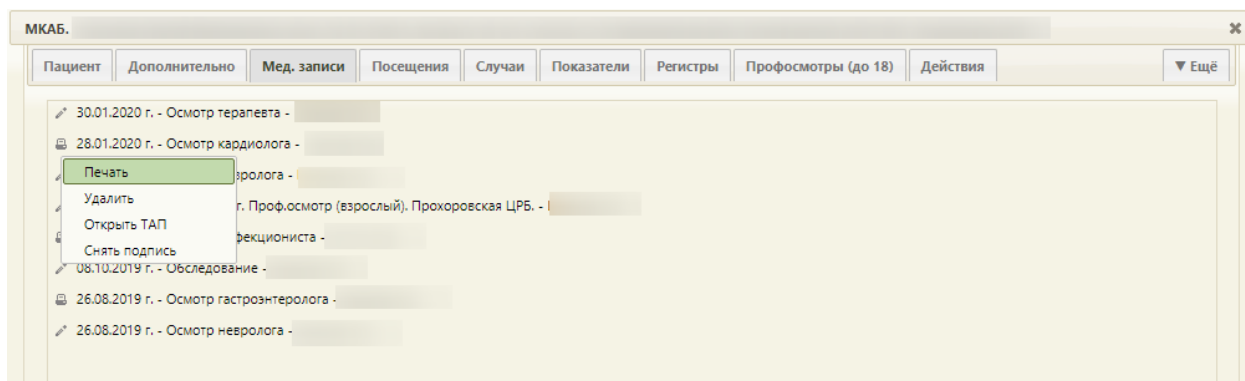 МКАБ.
Пациент Дополнительно Мед. записи Посещения Случаи Показатели Регистры Профосмотры (до 18) Действия ▼ Ещё
30.01.2020 г. - Осмотр терапевта -
28.01.2020 г. - Осмотр кардиолога -
Печать
Удалить
г. Проф.осмотр (взрослый). Прохоровская ЦРБ. -
Открыть ТАП
Снять подпись
08.10.2019 г. - Обследование -
26.08.2019 г. - Осмотр гастроэнтеролога -
26.08.2019 г. - Осмотр невролога -